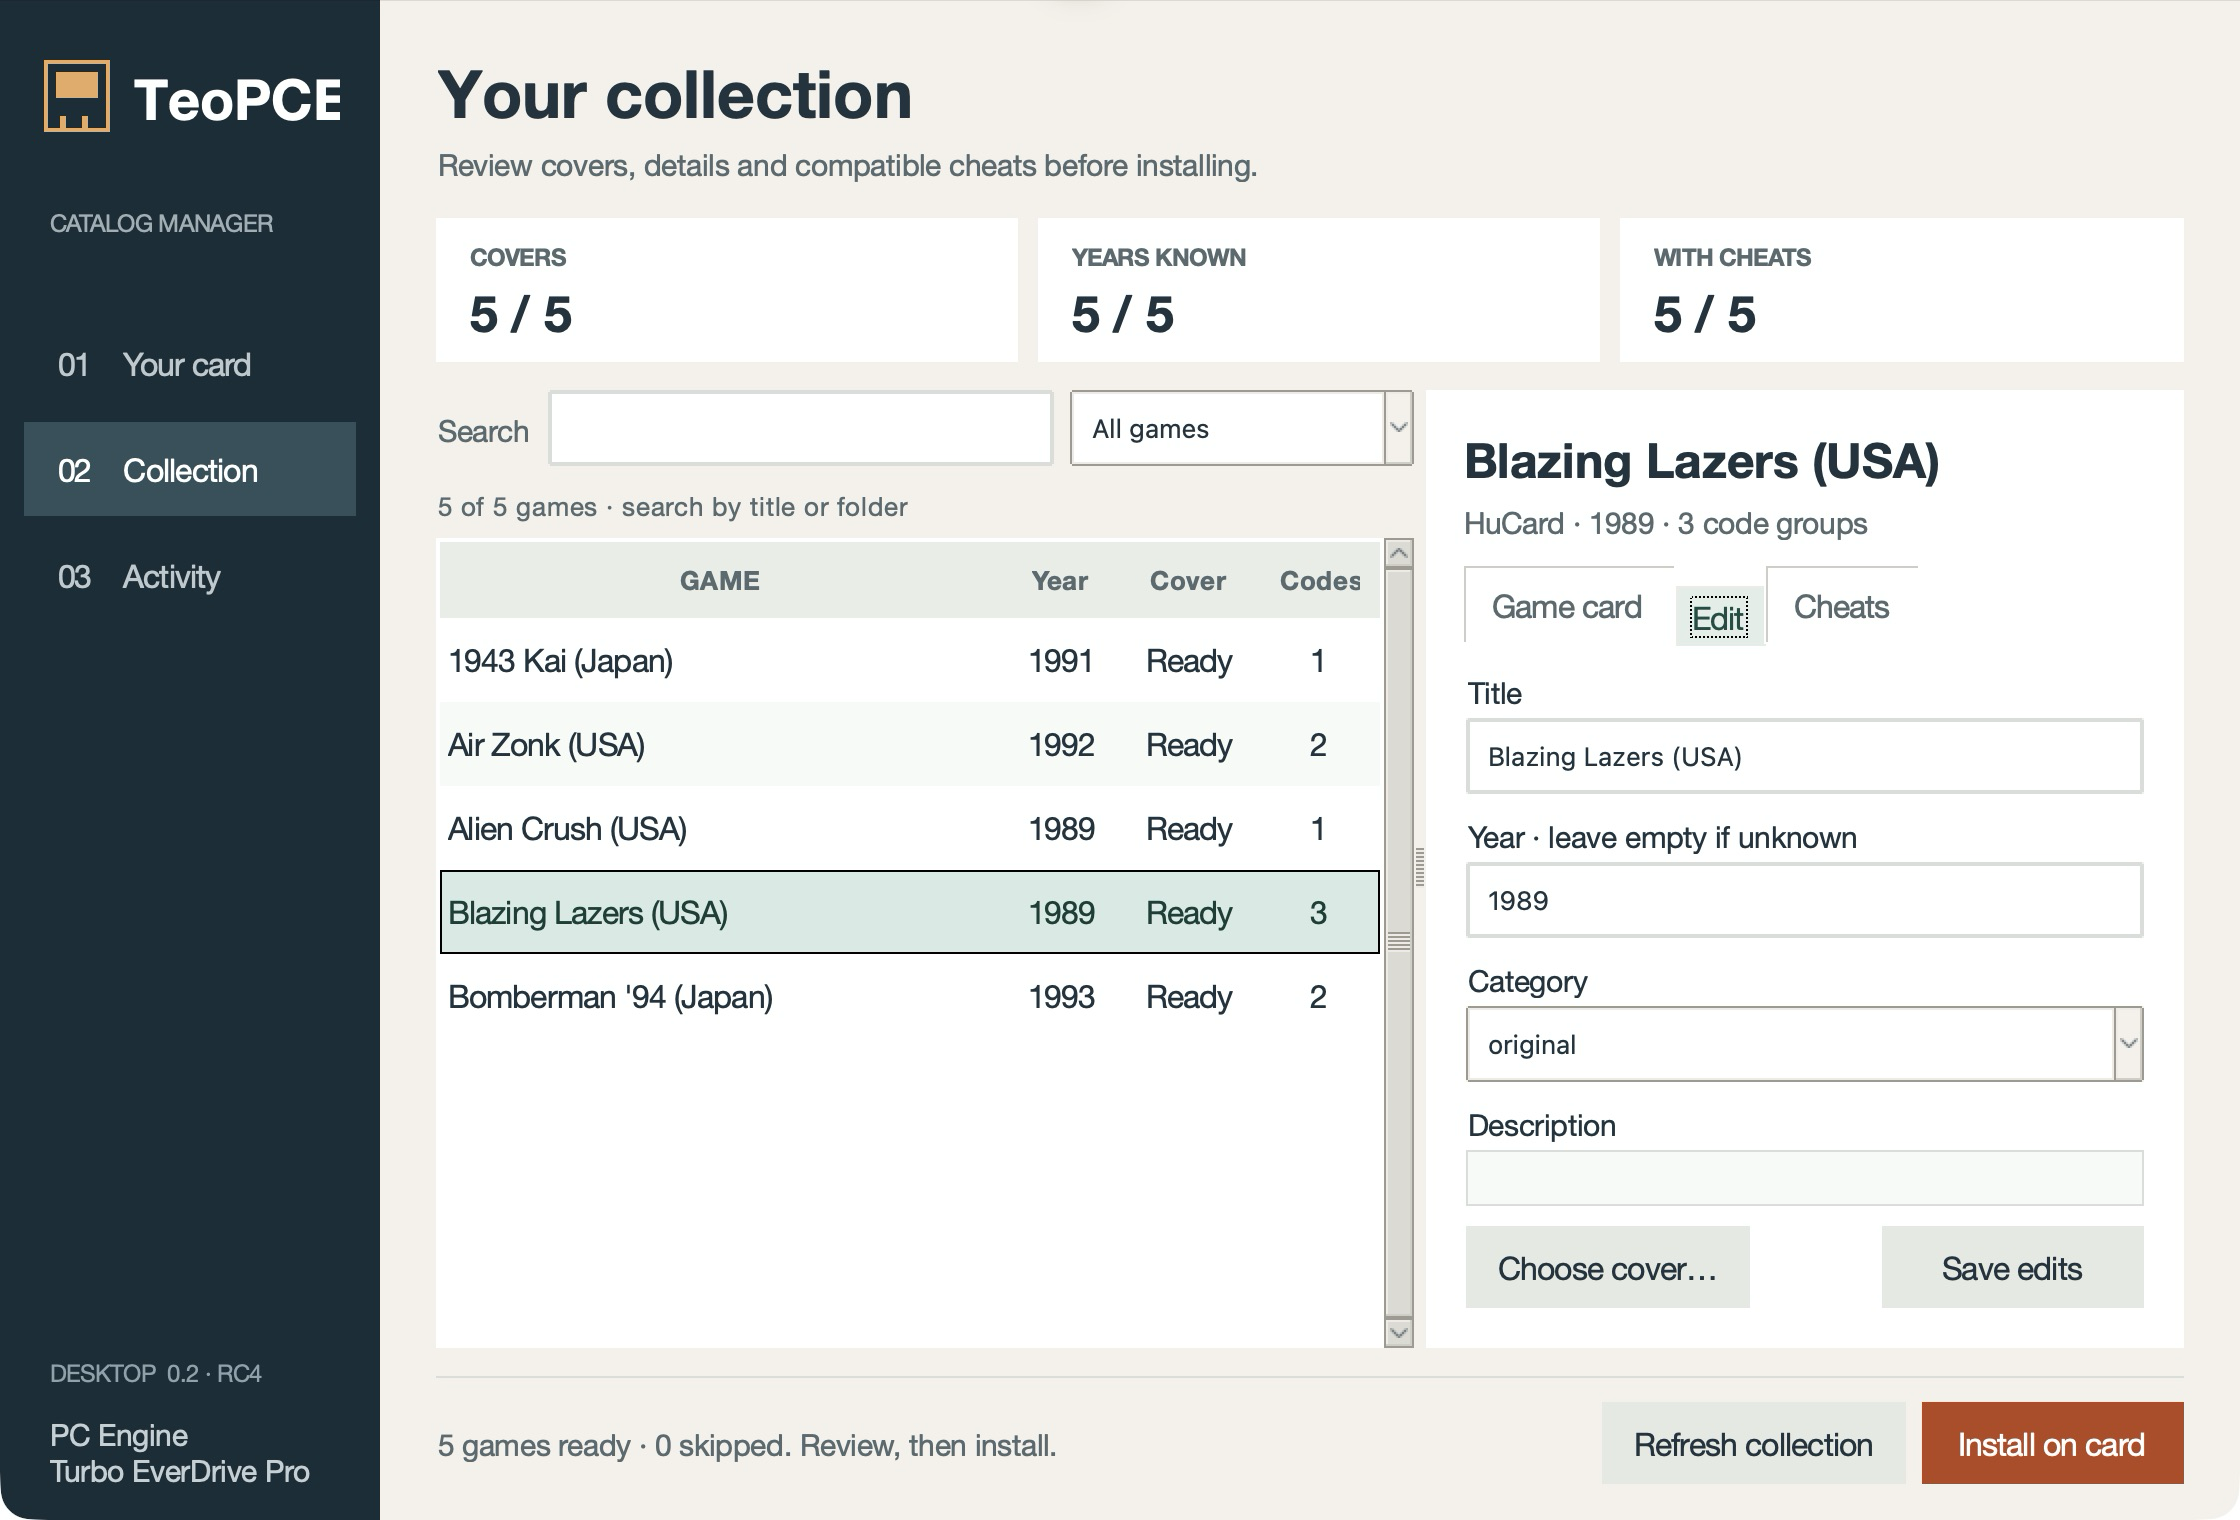 TeoPCE
CATALOG MANAGER
01 Your card
02 Collection
03 Activity
DESKTOP 0.2 · RC4
PC Engine
Turbo EverDrive Pro
Your collection
Review covers, details and compatible cheats before installing.
COVERS
5 / 5
YEARS KNOWN
5 / 5
WITH CHEATS
5 / 5
Search
All games
5 of 5 games · search by title or folder
GAME Year Cover Codes
1943 Kai (Japan) 1991 Ready 1
Air Zonk (USA) 1992 Ready 2
Alien Crush (USA) 1989 Ready 1
Blazing Lazers (USA) 1989 Ready 3
Bomberman '94 (Japan) 1993 Ready 2
Blazing Lazers (USA)
HuCard · 1989 · 3 code groups
Game card Edit Cheats
Title
Blazing Lazers (USA)
Year · leave empty if unknown
1989
Category
original
Description
Choose cover... Save edits
5 games ready · 0 skipped. Review, then install.
Refresh collection Install on card